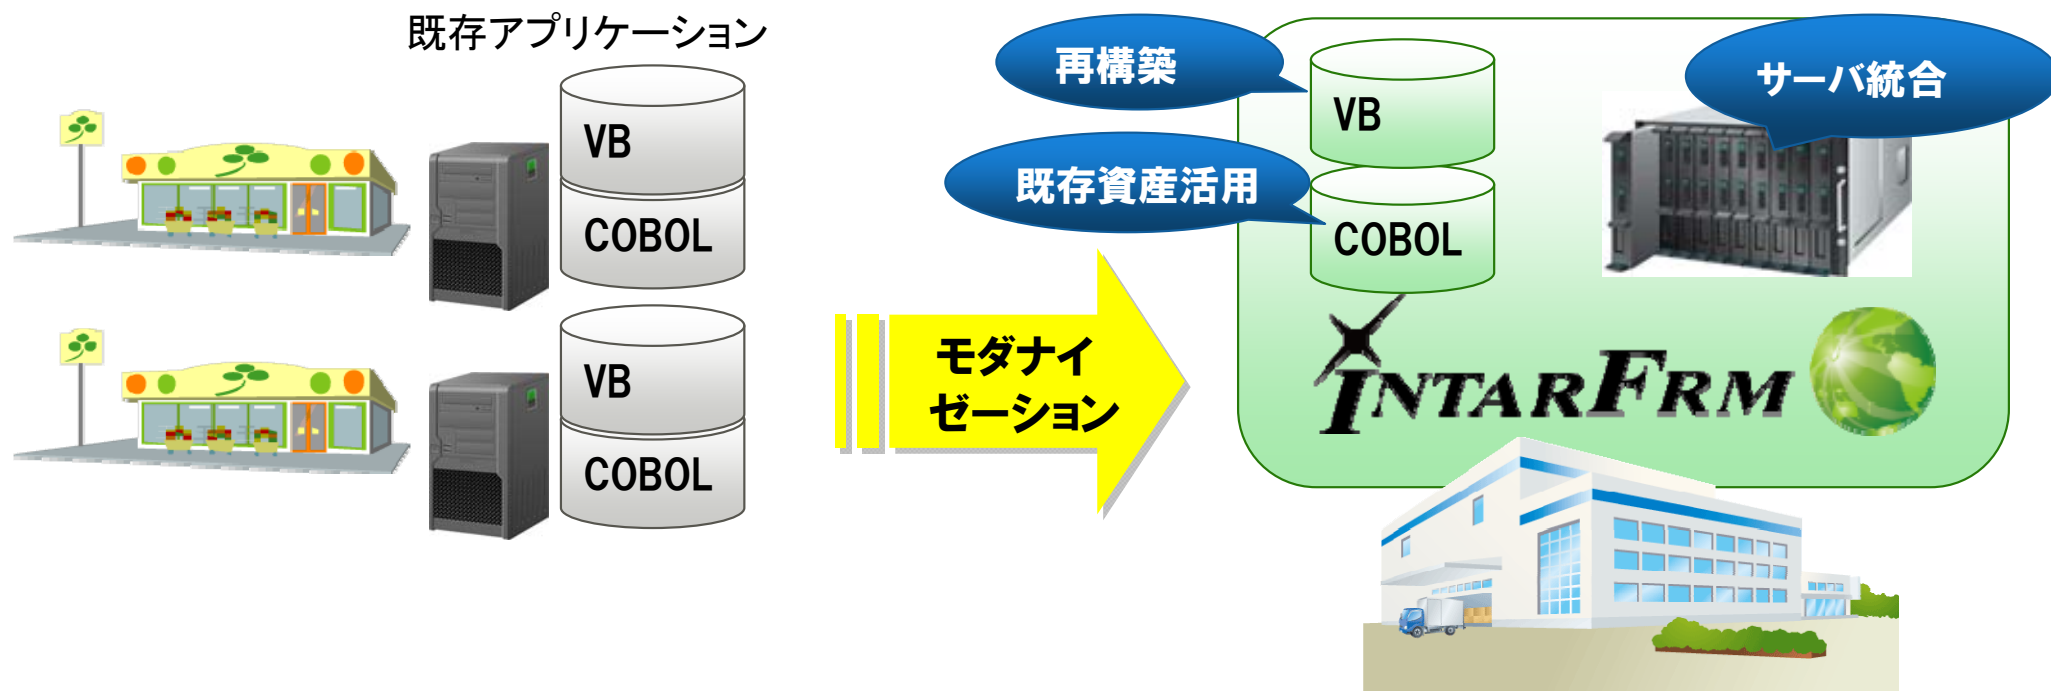 既存アプリケーション
VB
COBOL
VB
COBOL
モダナイ
ゼーション
再構築
既存資産活用
VB
COBOL
サーバ統合
INTARFRM